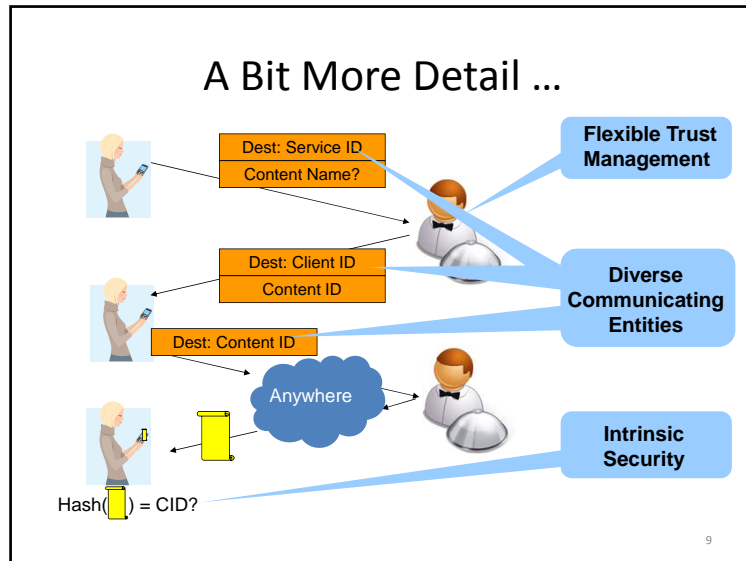 A Bit More Detail …
Dest: Service ID
Content Name?
Flexible Trust
Management
Dest: Client ID
Content ID
Diverse
Communicating
Entities
Dest: Content ID
Anywhere
Intrinsic
Security
Hash( ) = CID?
9